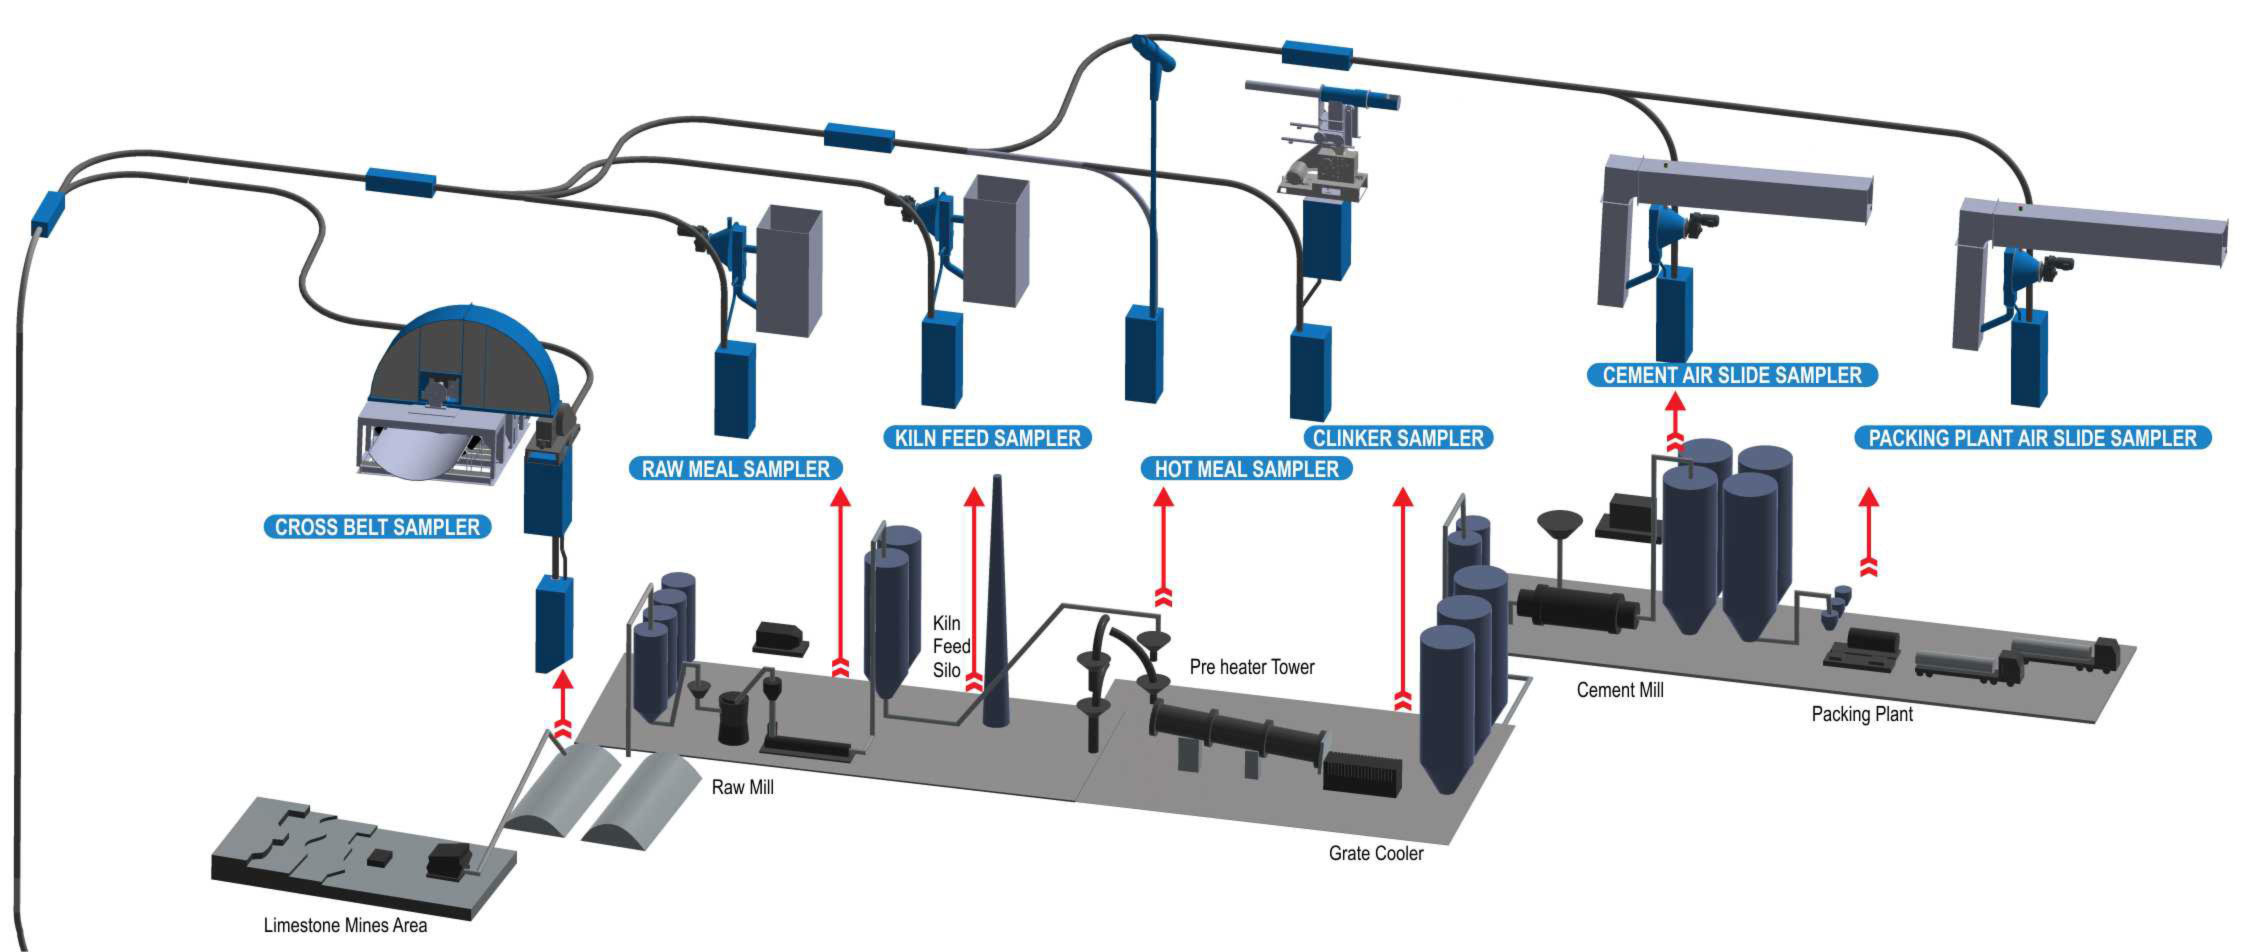 CEMENT AIR SLIDE SAMPLER
KILN FEED SAMPLER
CLINKER SAMPLER
PACKING PLANT AIR SLIDE SAMPLER
RAW MEAL SAMPLER
HOT MEAL SAMPLER
CROSS BELT SAMPLER
Kiln
Feed
Silo
Pre heater Tower
Cement Mill
Packing Plant
Raw Mill
Grate Cooler
Limestone Mines Area